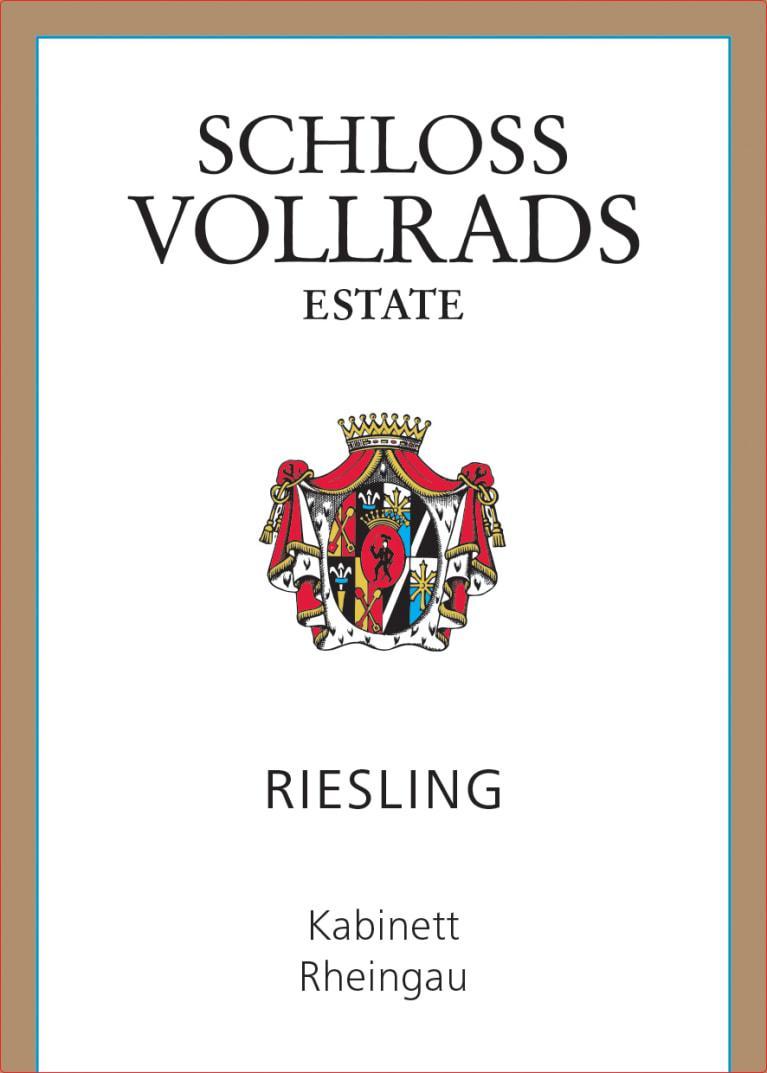 SCHLOSS
VOLLRADS
ESTATE
RIESLING
Kabinett
Rheingau